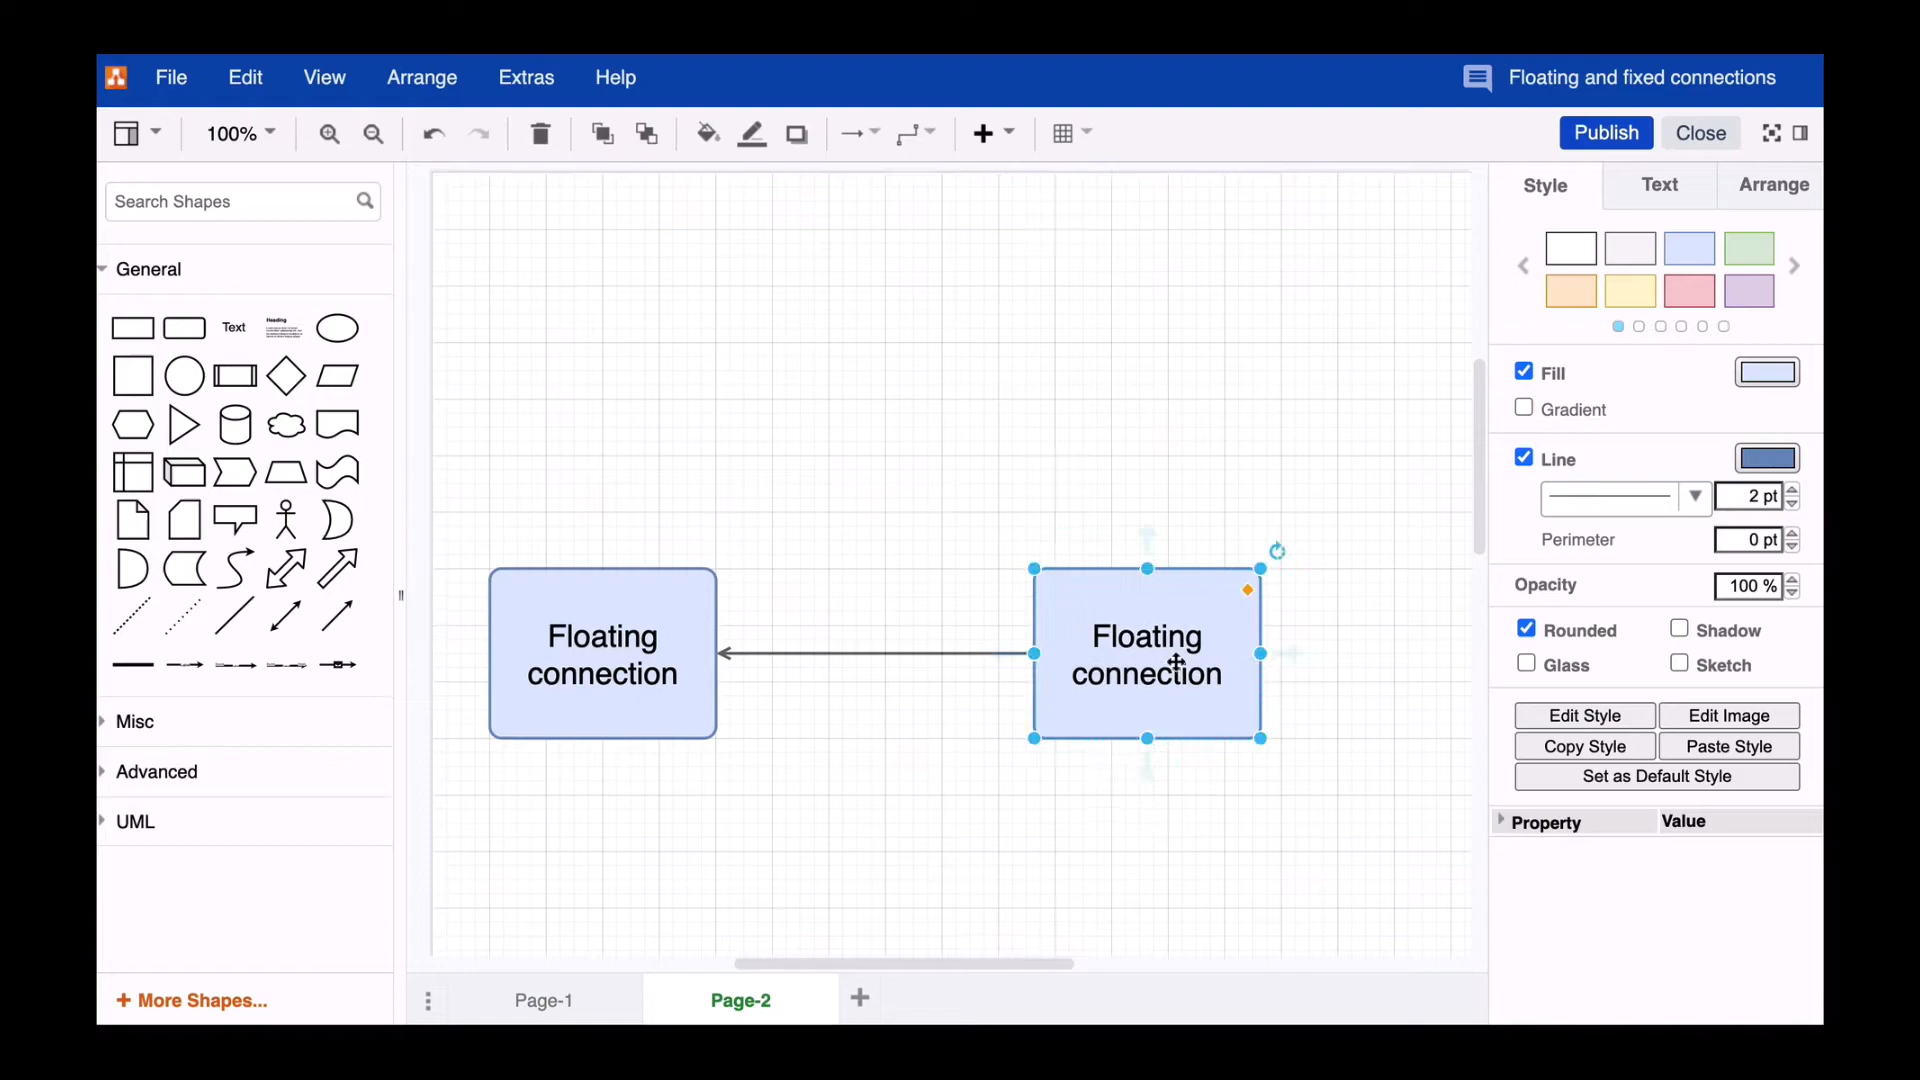 File Edit View Arrange Extras Help Floating and fixed connections
100% Publish Close
Search Shapes
General
Text
Heading
Misc
Advanced
UML
+ More Shapes...
Floating
connection
Floating
connection
Page-1 Page-2
Style Text Arrange
Fill
Gradient
Line
2 pt
Perimeter 0 pt
Opacity 100 %
Rounded Shadow
Glass Sketch
Edit Style Edit Image
Copy Style Paste Style
Set as Default Style
Property Value